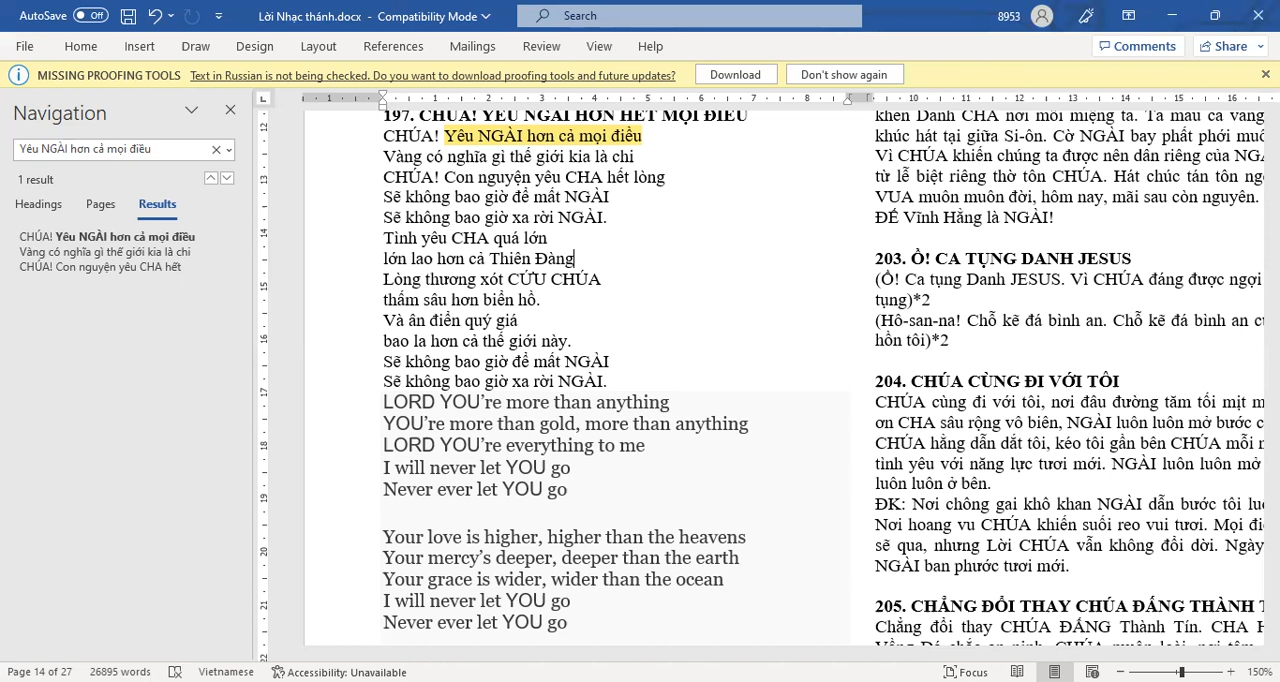 AutoSave Off Lời Nhạc thánh.docx - Compatibility Mode Search 8953
File Home Insert Draw Design Layout References Mailings Review View Help Comments Share
MISSING PROOFING TOOLS Text in Russian is not being checked. Do you want to download proofing tools and future updates? Download Don't show again
Navigation
Yêu NGÀI hơn cả mọi điều
1 result
Headings Pages Results
CHÚA! Yêu NGÀI hơn cả mọi điều
Vàng có nghĩa gì thế giới kia là chi
CHÚA! Con nguyện yêu CHA hết
197. CHÚA! YÊU NGÀI HƠN HẾT MỌI ĐIỀU
CHÚA! Yêu NGÀI hơn cả mọi điều
Vàng có nghĩa gì thế giới kia là chi
CHÚA! Con nguyện yêu CHA hết lòng
Sẽ không bao giờ để mất NGÀI
Sẽ không bao giờ xa rời NGÀI.
Tình yêu CHA quá lớn
lớn lao hơn cả Thiên Đàng
Lòng thương xót CỨU CHÚA
thẩm sâu hơn biển hồ.
Và ân điển quý giá
bao la hơn cả thế giới này.
Sẽ không bao giờ để mất NGÀI
Sẽ không bao giờ xa rời NGÀI.
LORD YOU’re more than anything
YOU’re more than gold, more than anything
LORD YOU’re everything to me
I will never let YOU go
Never ever let YOU go
Your love is higher, higher than the heavens
Your mercy’s deeper, deeper than the earth
Your grace is wider, wider than the ocean
I will never let YOU go
Never ever let YOU go
khen Danh CHA nơi môi miệng ta. Ta mau ca vang
khúc hát tại giữa Si-ôn. Cờ NGÀI bay phất phới
Vì CHÚA khiến chúng ta được nên dân riêng của
từ lễ biệt riêng thờ tôn CHÚA. Hát chúc tán tôn
VUA muôn muôn đời, hôm nay, mãi sau còn nguyên.
ĐẾ Vĩnh Hằng là NGÀI!
203. Ồ! CA TỤNG DANH JESUS
(Ồ! Ca tụng Danh JESUS. Vì CHÚA đáng được ngợi
tụng)*2
(Hô-san-na! Chỗ kẽ đá bình an. Chỗ kẽ đá bình an
hồn tôi)*2
204. CHÚA CÙNG ĐI VỚI TÔI
CHÚA cùng đi với tôi, nơi đâu đường tăm tối mịt
ơn CHA sâu rộng vô biên, NGÀI luôn luôn mở bước
CHÚA hằng dẫn dắt tôi, kéo tôi gần bên CHÚA mỗi
tình yêu với năng lực tươi mới. NGÀI luôn luôn mở
luôn luôn ở bên.
ĐK: Nơi chông gai khô khan NGÀI dẫn bước tôi
Nơi hoang vu CHÚA khiến suối reo vui tươi. Mọi
sẽ qua, nhưng Lời CHÚA vẫn không đổi dời. Ngày
NGÀI ban phước tươi mới.
205. CHẲNG ĐỔI THAY CHÚA ĐẤNG THÀNH
Chẳng đổi thay CHÚA ĐẤNG Thành Tín. CHA
Page 14 of 27 26895 words Vietnamese Accessibility: Unavailable Focus 150%